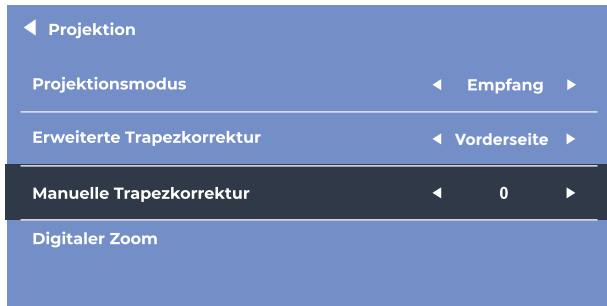 Projektion
Projektionsmodus Empfang
Erweiterte Trapezkorrektur Vorderseite
Manuelle Trapezkorrektur 0
Digitaler Zoom